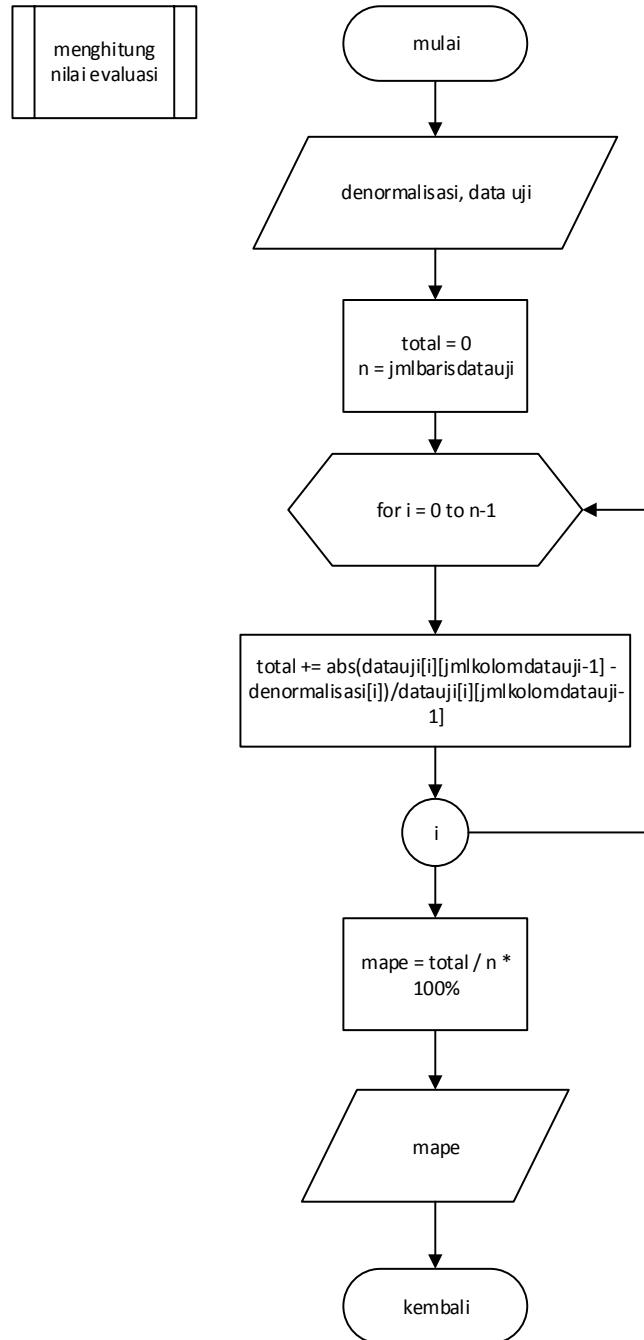 menghitung
nilai evaluasi
mulai
denormalisasi, data uji
total = 0
n = jmlbarisdatauji
for i = 0 to n-1
total += abs(datauji[i][jmlkolomdatauji-1] -
denormalisasi[i])/datauji[i][jmlkolomdatauji-
1]
i
mape = total / n *
100%
mape
kembali